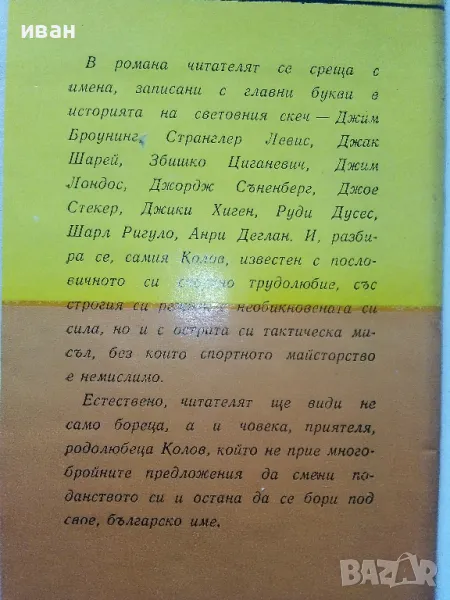 иван
В романа читателят се среща с
имена, записани с главни букви в
историята на световния скеч — Джим
Броунинг, Странглер Левис, Джак
Шарей, Збишко Циганевич, Джим
Лондос, Джордж Съненберг, Джое
Стекер, Джики Хиген, Руди Дусес,
Шарл Ригуло, Анри Деглан. И, разби-
ра се, самия Колов, известен с посло-
вичното си трудолюбие, със
строгия си необикновената си
сила, но и с острата си тактическа ми-
съл, без които спортното майсторство
е немислимо.
Естествено, читателят ще види не
само бореца, а и човека, приятеля,
родолюбеца Колов, който не прие много-
бройните предложения да смени по-
данството си и остана да се бори под
свое, българско име.
BAZAR